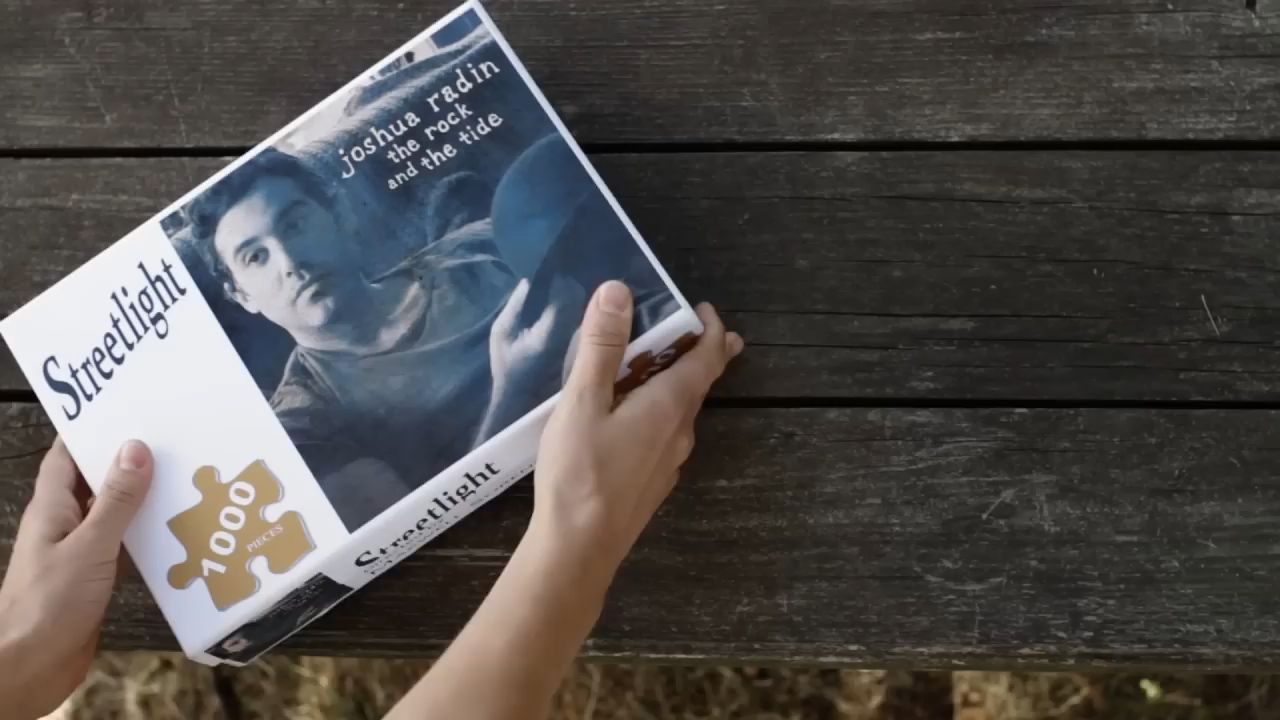 joshua radin
the rock
and the tide
Streetlight
1000
PIECES
Streetlight